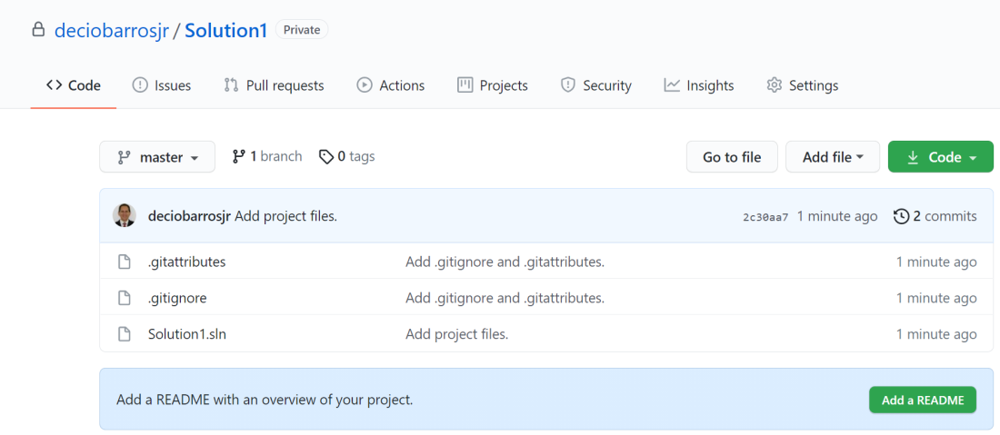 deciobarrosjr / Solution1 Private
Code Issues Pull requests Actions Projects Security Insights Settings
master 1 branch 0 tags Go to file Add file Code
deciobarrosjr Add project files. 2c30aa7 1 minute ago 2 commits
.gitattributes Add .gitignore and .gitattributes. 1 minute ago
.gitignore Add .gitignore and .gitattributes. 1 minute ago
Solution1.sln Add project files. 1 minute ago
Add a README with an overview of your project. Add a README